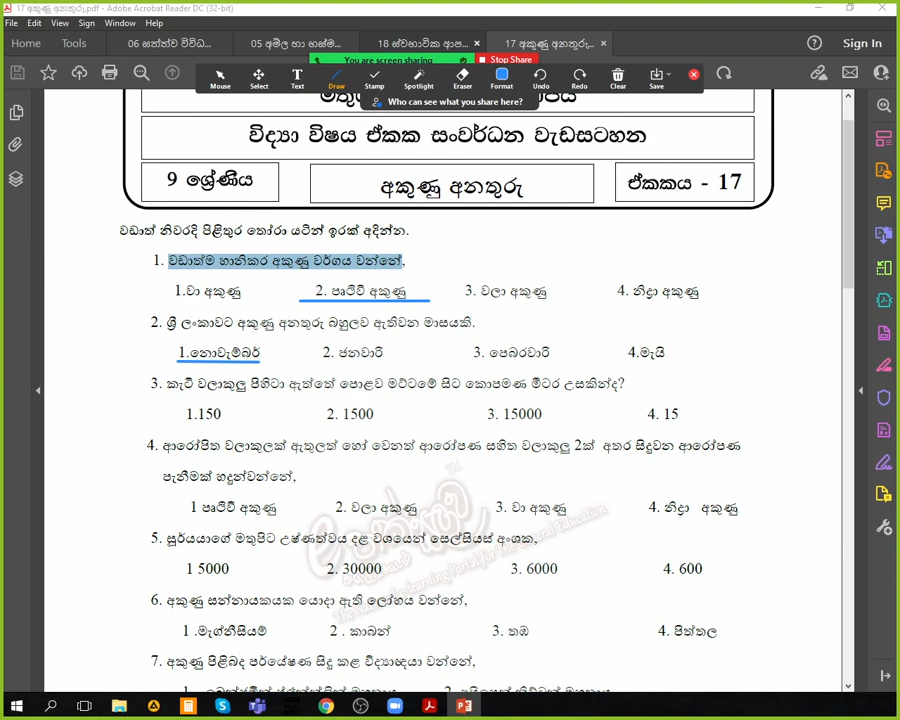 17 අකුණු අනතුරු.pdf - Adobe Acrobat Reader DC (32-bit)
File Edit View Sign Window Help
Home Tools 06 සත්ත්ව විවිධ... 05 අම්ල හා භස්ම... 18 ස්වභාවික ආප... × 17 අකුණු අනතුරු... × Sign In
You are screen sharing Stop Share
Mouse Select Text Draw Stamp Spotlight Eraser Format Undo Redo Clear Save
Who can see what you share here?
විද්‍යා විෂය ඒකක සංවර්ධන වැඩසටහන
9 ශ්‍රේණිය අකුණු අනතුරු ඒකකය - 17
වඩාත් නිවරදි පිළිතුර තෝරා යටින් ඉරක් අදින්න.
1. වඩාත්ම හානිකර අකුණු වර්ගය වන්නේ,
1.වා අකුණු 2. පෘථිවි අකුණු 3. වලා අකුණු 4. නිද්‍රා අකුණු
2. ශ්‍රී ලංකාවට අකුණු අනතුරු බහුලව ඇතිවන මාසයකි.
1.නොවැම්බර් 2. ජනවාරි 3. පෙබරවාරි 4.මැයි
3. කැටි වලාකුලු පිහිටා ඇත්තේ පොළව මට්ටමේ සිට කොපමණ මීටර උසකින්ද?
1.150 2. 1500 3. 15000 4. 15
4. ආරෝපිත වලාකුලක් ඇතුලත් හෝ වෙනත් ආරෝපණ සහිත වලාකුලු 2ක් අතර සිදුවන ආරෝපණ
පැනීමක් හඳුන්වන්නේ,
1 පෘථිවි අකුණු 2. වලා අකුණු 3. වා අකුණු 4. නිද්‍රා අකුණු
5. සූර්යයාගේ මතුපිට උෂ්ණත්වය දළ වශයෙන් සෙල්සියස් අංශක,
1 5000 2. 30000 3. 6000 4. 600
6. අකුණු සන්නායකයක යොදා ඇති ලෝහය වන්නේ,
1 .මැග්නීසියම් 2 . කාබන් 3. තඹ 4. පිත්තල
7. අකුණු පිළිබඳ පර්යේෂණ සිදු කළ විද්‍යාඥයා වන්නේ,